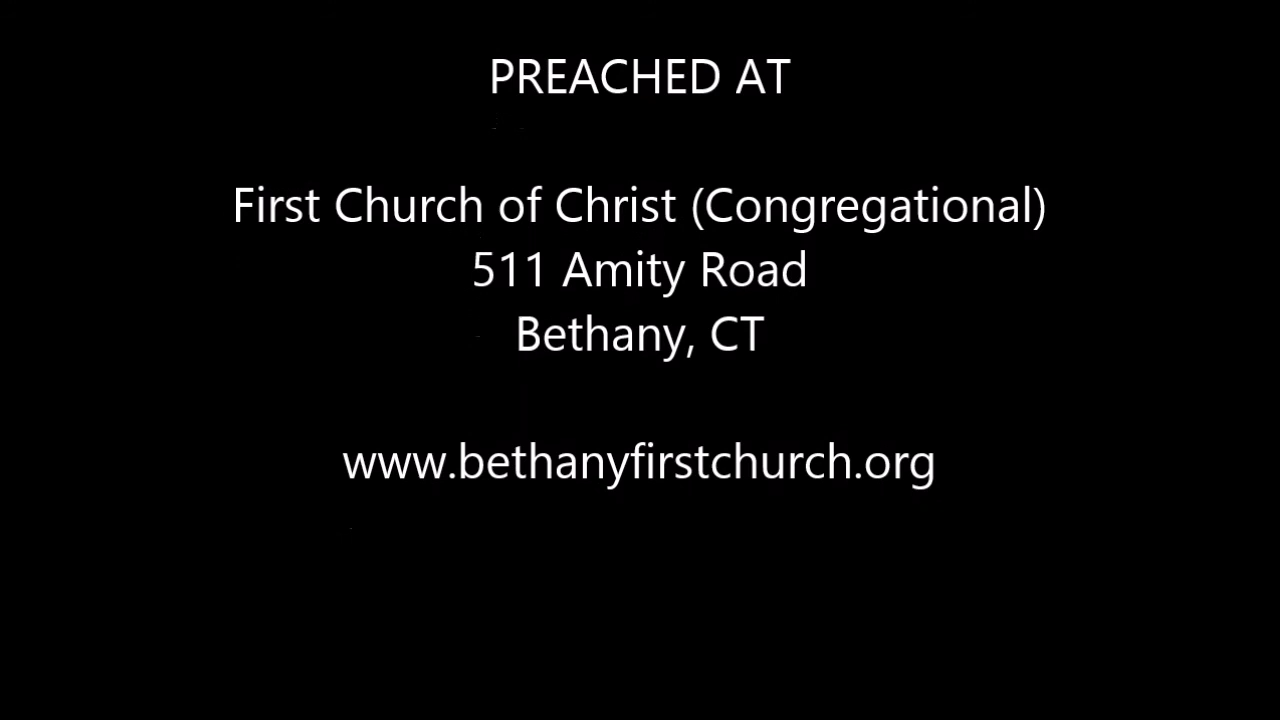 PREACHED AT
First Church of Christ (Congregational)
511 Amity Road
Bethany, CT
www.bethanyfirstchurch.org